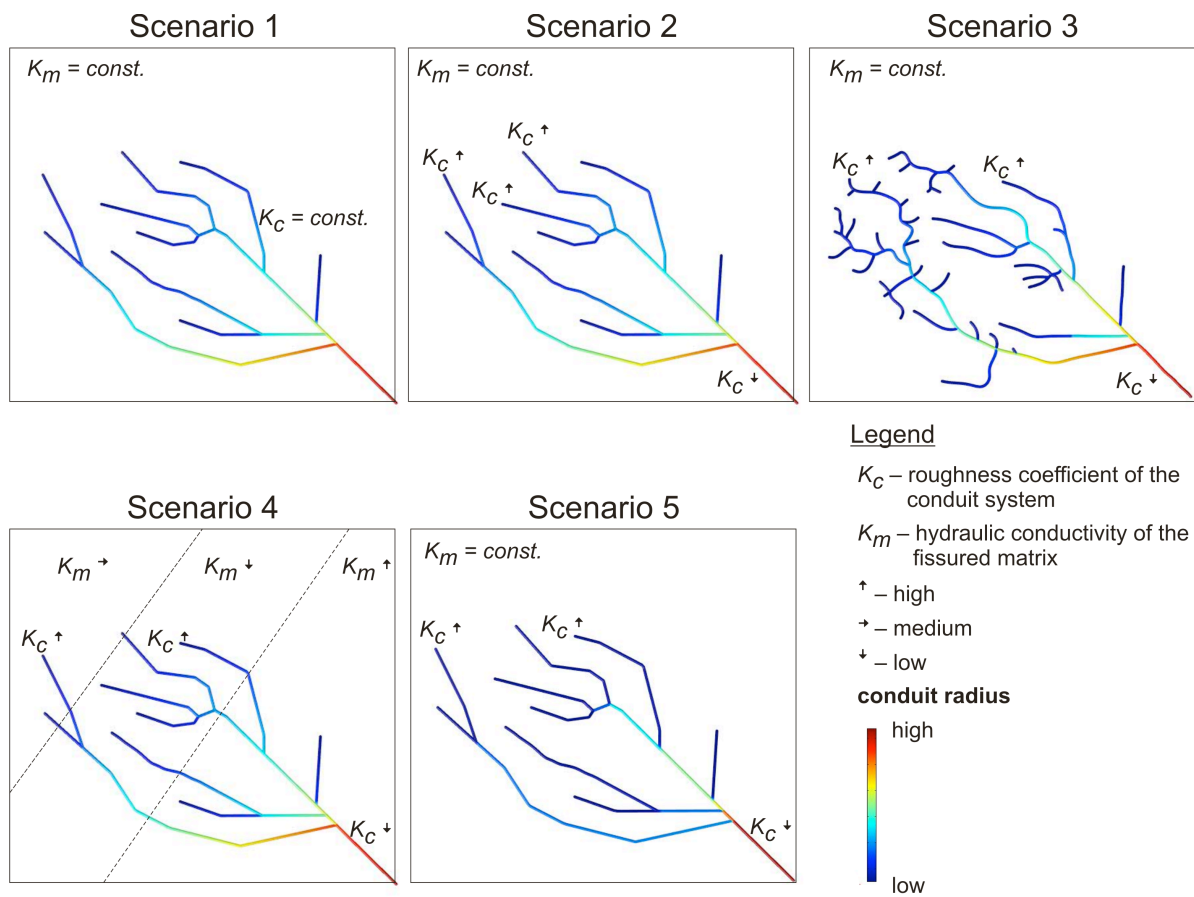 Scenario 1
Scenario 2
Scenario 3
Km = const.
Km = const.
Km = const.
Kc ↑
Kc ↑
Kc ↑
Kc = const.
Kc ↓
Kc ↑
Kc ↑
Kc ↓
Legend
Kc – roughness coefficient of the
conduit system
Km – hydraulic conductivity of the
fissured matrix
↑ – high
→ – medium
↓ – low
conduit radius
high
low
Scenario 4
Scenario 5
Km →
Km ↓
Km ↑
Kc ↑
Kc ↑
Kc ↓
Km = const.
Kc ↑
Kc ↑
Kc ↓